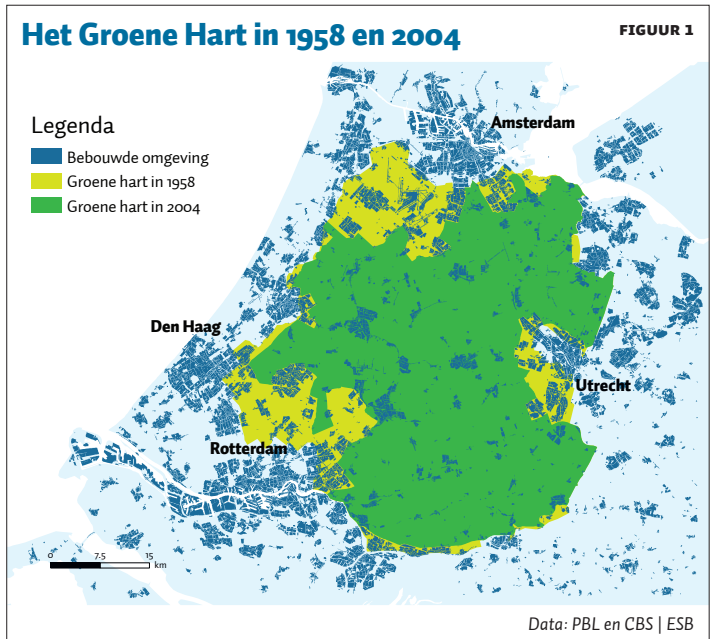 Het Groene Hart in 1958 en 2004
FIGUUR 1
Legenda
Bebouwde omgeving
Groene hart in 1958
Groene hart in 2004
Amsterdam
Den Haag
Utrecht
Rotterdam
0 7.5 15
km
Data: PBL en CBS | ESB